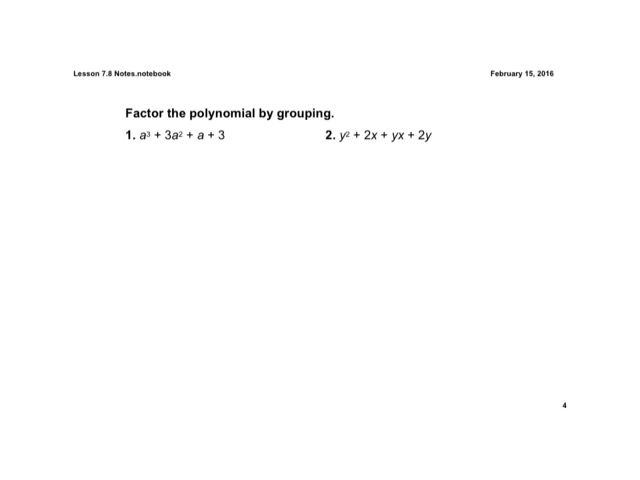 Lesson 7.8 Notes.notebook February 15, 2016
Factor the polynomial by grouping.
1. a³ + 3a² + a + 3 2. y² + 2x + yx + 2y
4